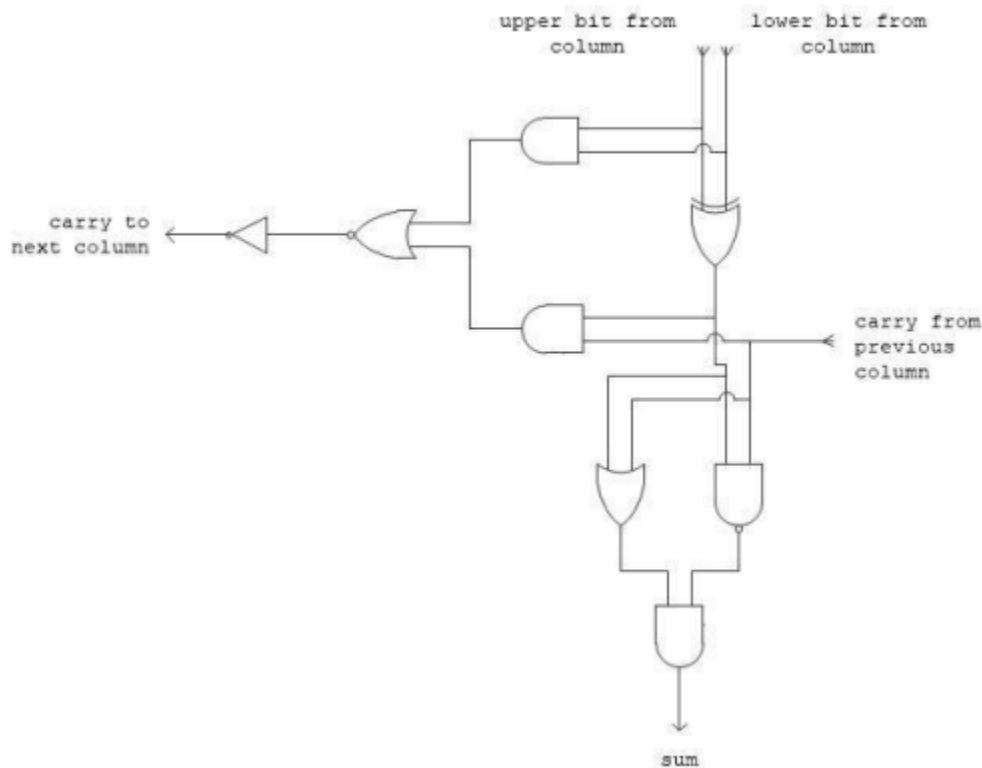 upper bit from
column
lower bit from
column
carry to
next column
carry from
previous
column
sum